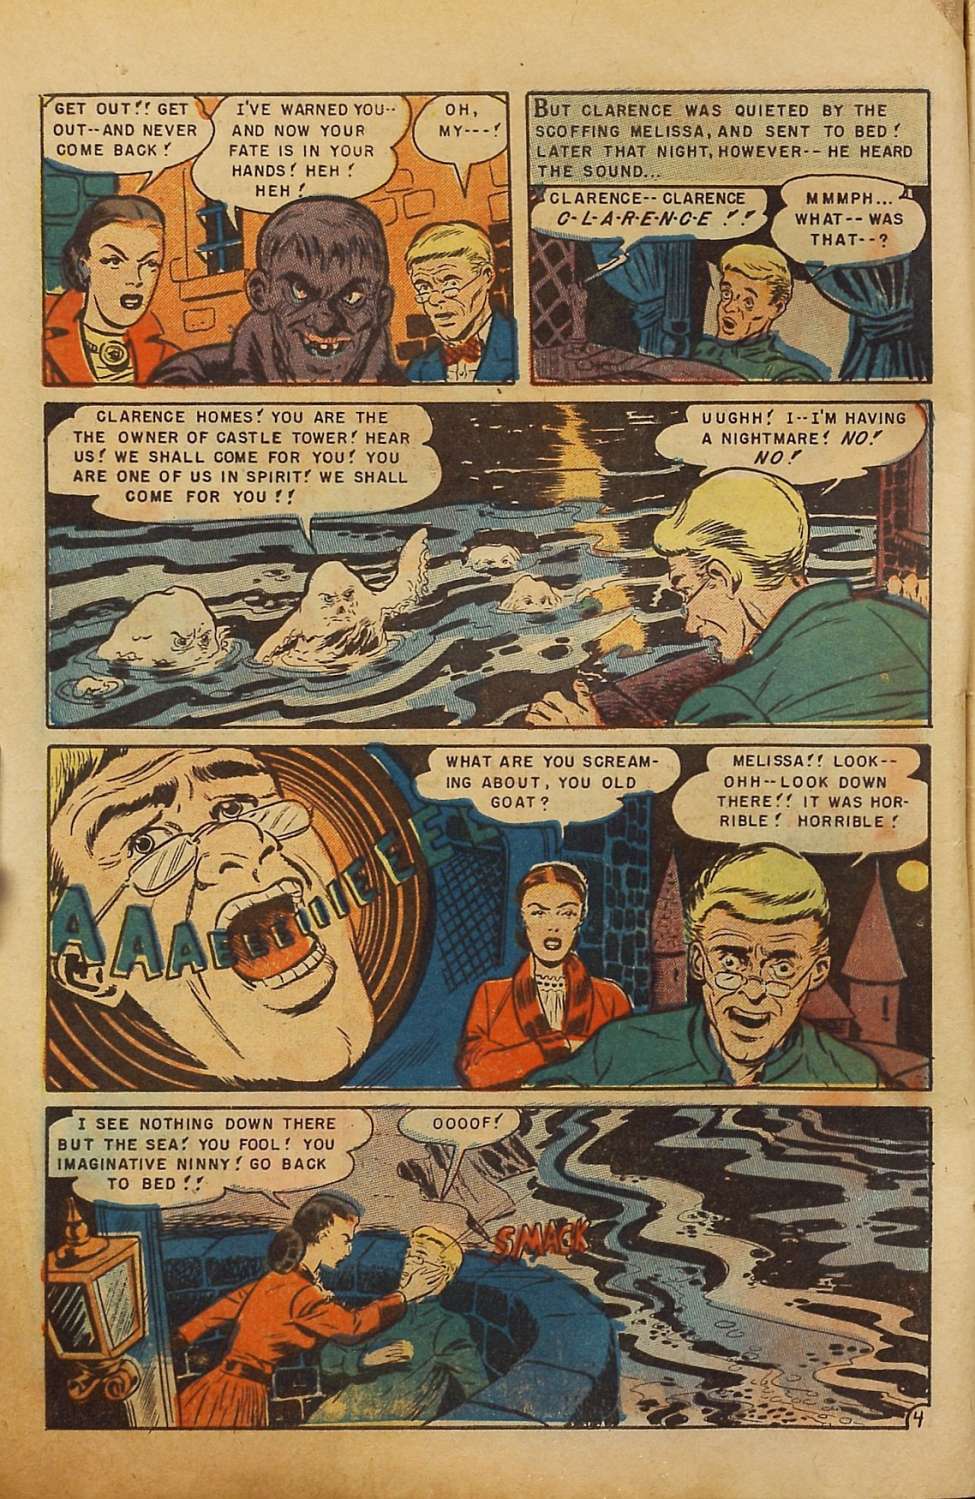 GET OUT!! GET
OUT--AND NEVER
COME BACK!
I'VE WARNED YOU--
AND NOW YOUR
FATE IS IN YOUR
HANDS! HEH!
HEH!
OH,
MY---!
BUT CLARENCE WAS QUIETED BY THE
SCOFFING MELISSA, AND SENT TO BED!
LATER THAT NIGHT, HOWEVER-- HE HEARD
THE SOUND...
CLARENCE-- CLARENCE
C-L-A-R-E-N-C-E!!
MMMPH...
WHAT-- WAS
THAT--?
CLARENCE HOMES! YOU ARE THE
THE OWNER OF CASTLE TOWER! HEAR
US! WE SHALL COME FOR YOU! YOU
ARE ONE OF US IN SPIRIT! WE SHALL
COME FOR YOU!!
UUGHH! I--I'M HAVING
A NIGHTMARE! NO!
NO!
AAAEEEIIIEEEE
WHAT ARE YOU SCREAM-
ING ABOUT, YOU OLD
GOAT?
MELISSA!! LOOK--
OHH--LOOK DOWN
THERE!! IT WAS HOR-
RIBLE! HORRIBLE!
I SEE NOTHING DOWN THERE
BUT THE SEA! YOU FOOL! YOU
IMAGINATIVE NINNY! GO BACK
TO BED!!
OOOOF!
SMACK
4